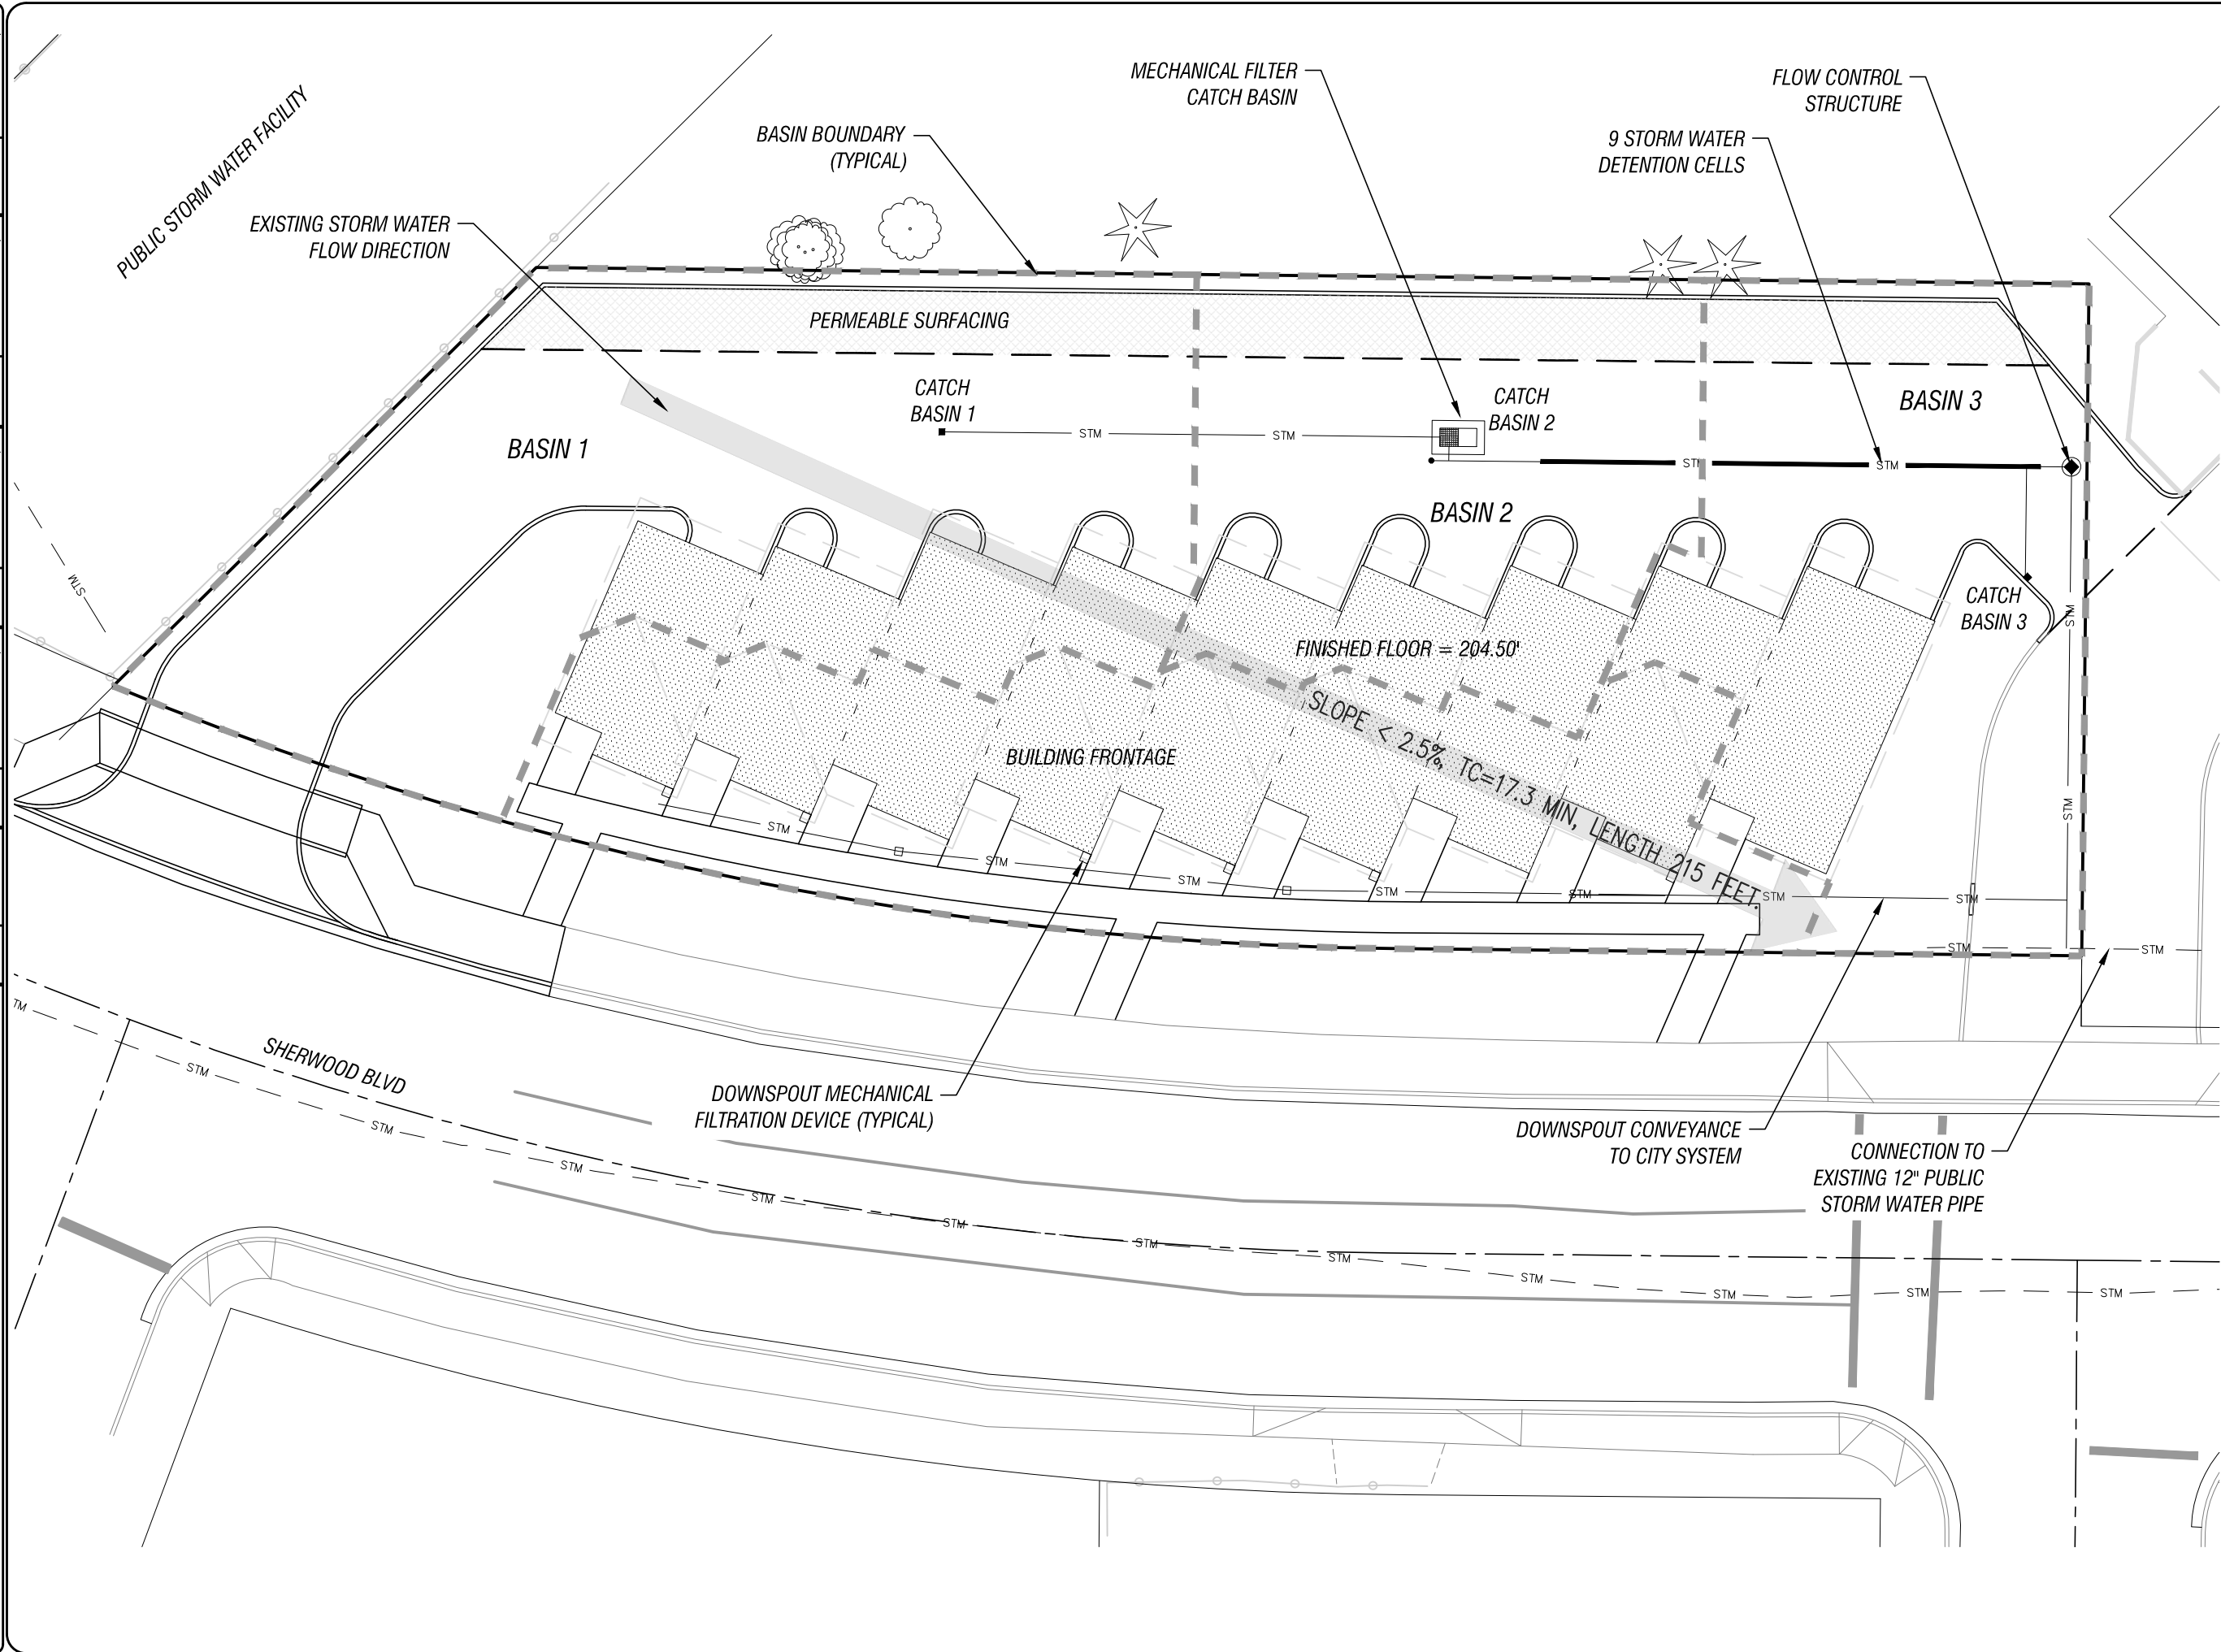 MECHANICAL FILTER
CATCH BASIN
FLOW CONTROL
STRUCTURE
PUBLIC STORM WATER FACILITY
BASIN BOUNDARY
(TYPICAL)
9 STORM WATER
DETENTION CELLS
EXISTING STORM WATER
FLOW DIRECTION
PERMEABLE SURFACING
CATCH
BASIN 1
CATCH
BASIN 2
BASIN 3
BASIN 1
STM
STM
STM
STM
BASIN 2
STM
CATCH
BASIN 3
STM
FINISHED FLOOR = 204.50'
SLOPE < 2.5%, TC=17.3 MIN, LENGTH 215 FEET.
BUILDING FRONTAGE
STM
STM
STM
STM
STM
STM
STM
STM
STM
STM
TM
SHERWOOD BLVD
STM
STM
STM
STM
STM
STM
STM
STM
STM
STM
STM
DOWNSPOUT MECHANICAL
FILTRATION DEVICE (TYPICAL)
DOWNSPOUT CONVEYANCE
TO CITY SYSTEM
CONNECTION TO
EXISTING 12" PUBLIC
STORM WATER PIPE